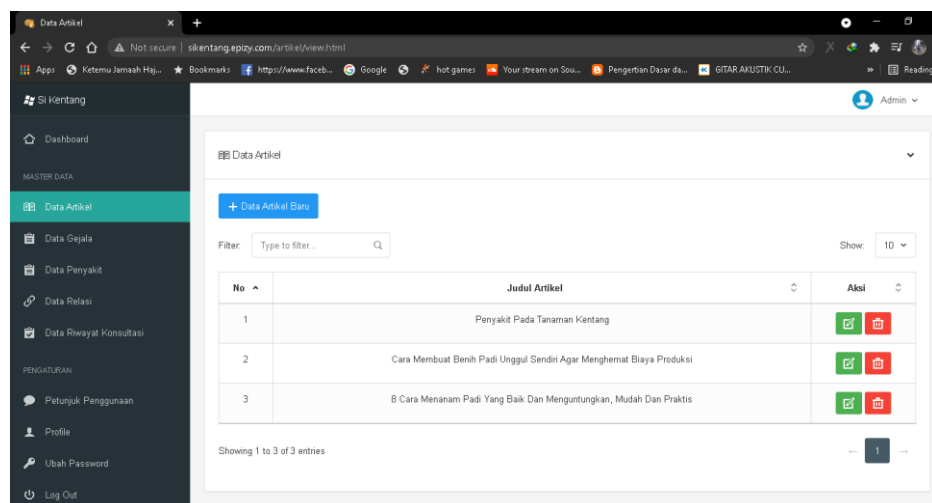 Data Artikel
Not secure | sikentang.epizy.com/artikel/view.html
Apps Ketemu Jamaah Haj... Bookmarks https://www.faceb... Google hot games Your stream on Sou... Pengertian Dasar da... GITAR AKUSTIK CU... » Reading
Si Kentang
Admin
Dashboard
MASTER DATA
Data Artikel
Data Gejala
Data Penyakit
Data Relasi
Data Riwayat Konsultasi
PENGATURAN
Petunjuk Penggunaan
Profile
Ubah Password
Log Out
Data Artikel
+ Data Artikel Baru
Filter: Type to filter... Show: 10
No Judul Artikel Aksi
1 Penyakit Pada Tanaman Kentang
2 Cara Membuat Benih Padi Unggul Sendiri Agar Menghemat Biaya Produksi
3 8 Cara Menanam Padi Yang Baik Dan Menguntungkan, Mudah Dan Praktis
Showing 1 to 3 of 3 entries ← 1 →